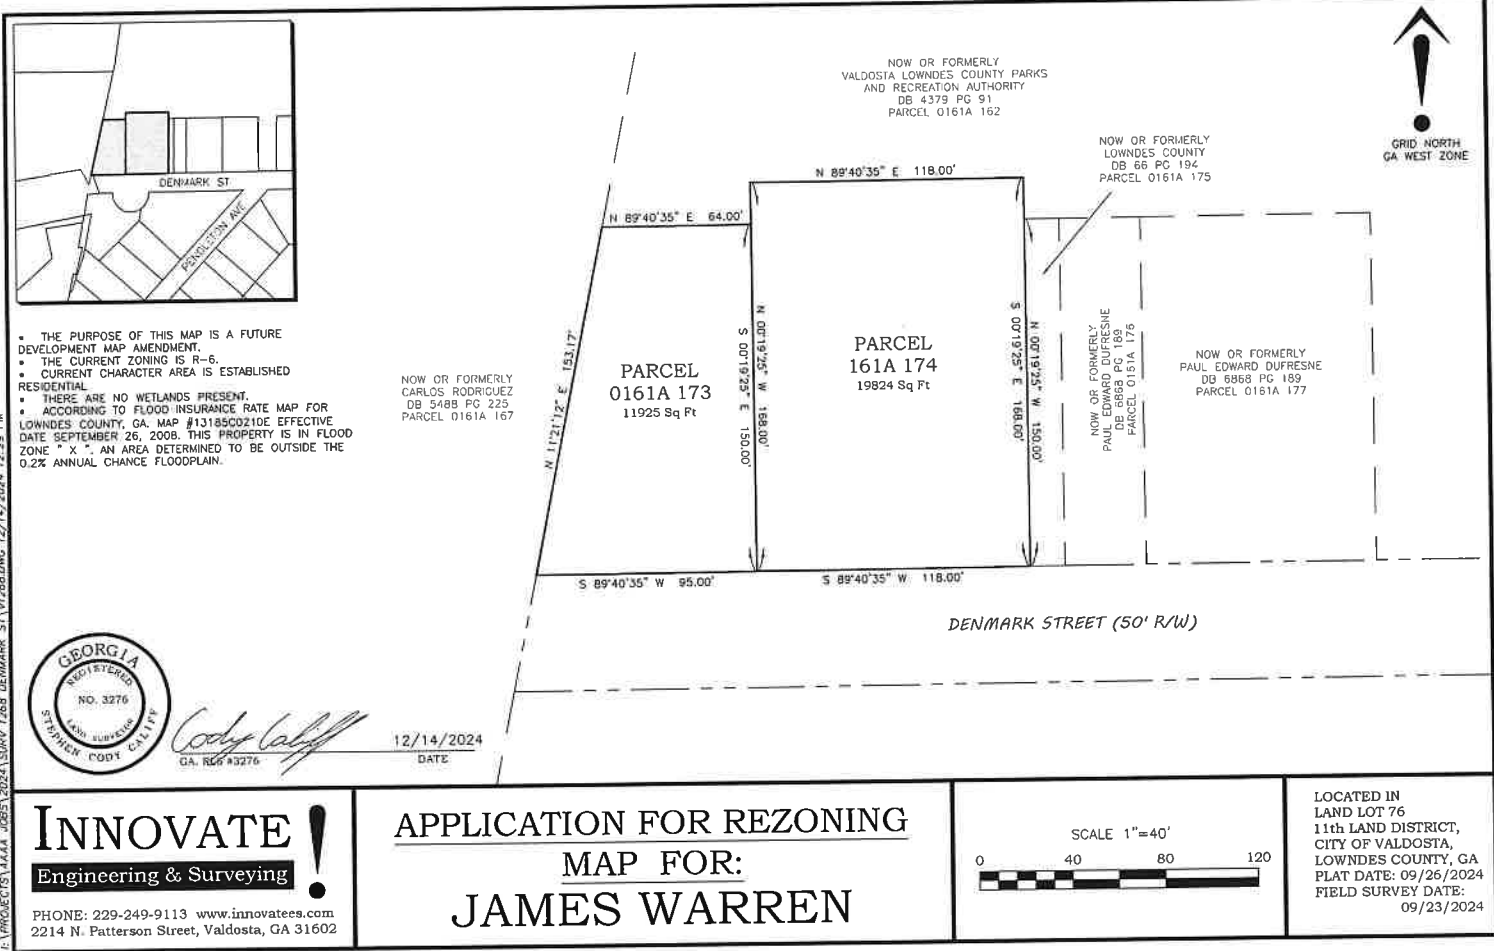 DENMARK ST
PENDLETON AVE
NOW OR FORMERLY
VALDOSTA LOWNDES COUNTY PARKS
AND RECREATION AUTHORITY
DB 4379 PG 91
PARCEL 0161A 162
GRID NORTH
GA WEST ZONE
NOW OR FORMERLY
LOWNDES COUNTY
DB 66 PG 194
PARCEL 0161A 175
N 89°40'35" E 118.00'
N 89°40'35" E 64.00'
• THE PURPOSE OF THIS MAP IS A FUTURE
DEVELOPMENT MAP AMENDMENT.
• THE CURRENT ZONING IS R-6.
• CURRENT CHARACTER AREA IS ESTABLISHED
RESIDENTIAL
• THERE ARE NO WETLANDS PRESENT.
• ACCORDING TO FLOOD INSURANCE RATE MAP FOR
LOWNDES COUNTY, GA. MAP #13185C0210E EFFECTIVE
DATE SEPTEMBER 26, 2008. THIS PROPERTY IS IN FLOOD
ZONE " X ". AN AREA DETERMINED TO BE OUTSIDE THE
0.2% ANNUAL CHANCE FLOODPLAIN.
NOW OR FORMERLY
CARLOS RODRIGUEZ
DB 5488 PG 225
PARCEL 0161A 167
N 11°21'12" E 153.17'
PARCEL
0161A 173
11925 Sq Ft
S 00°19'25" E 150.00'
N 00°19'25" W 168.00'
PARCEL
161A 174
19824 Sq Ft
S 00°19'25" E 168.00'
N 00°19'25" W 150.00'
NOW OR FORMERLY
PAUL EDWARD DUFRESNE
DB 6868 PG 189
PARCEL 0161A 176
NOW OR FORMERLY
PAUL EDWARD DUFRESNE
DB 6868 PG 189
PARCEL 0161A 177
S 89°40'35" W 95.00'
S 89°40'35" W 118.00'
DENMARK STREET (50' R/W)
GEORGIA
REGISTERED
NO. 3276
LAND SURVEYOR
STEPHEN CODY CALIFF
Cody Califf
GA. RLS #3276
12/14/2024
DATE
INNOVATE!
Engineering & Surveying
PHONE: 229-249-9113 www.innovatees.com
2214 N. Patterson Street, Valdosta, GA 31602
APPLICATION FOR REZONING
MAP FOR:
JAMES WARREN
SCALE 1"=40'
0 40 80 120
LOCATED IN
LAND LOT 76
11th LAND DISTRICT,
CITY OF VALDOSTA,
LOWNDES COUNTY, GA
PLAT DATE: 09/26/2024
FIELD SURVEY DATE:
09/23/2024